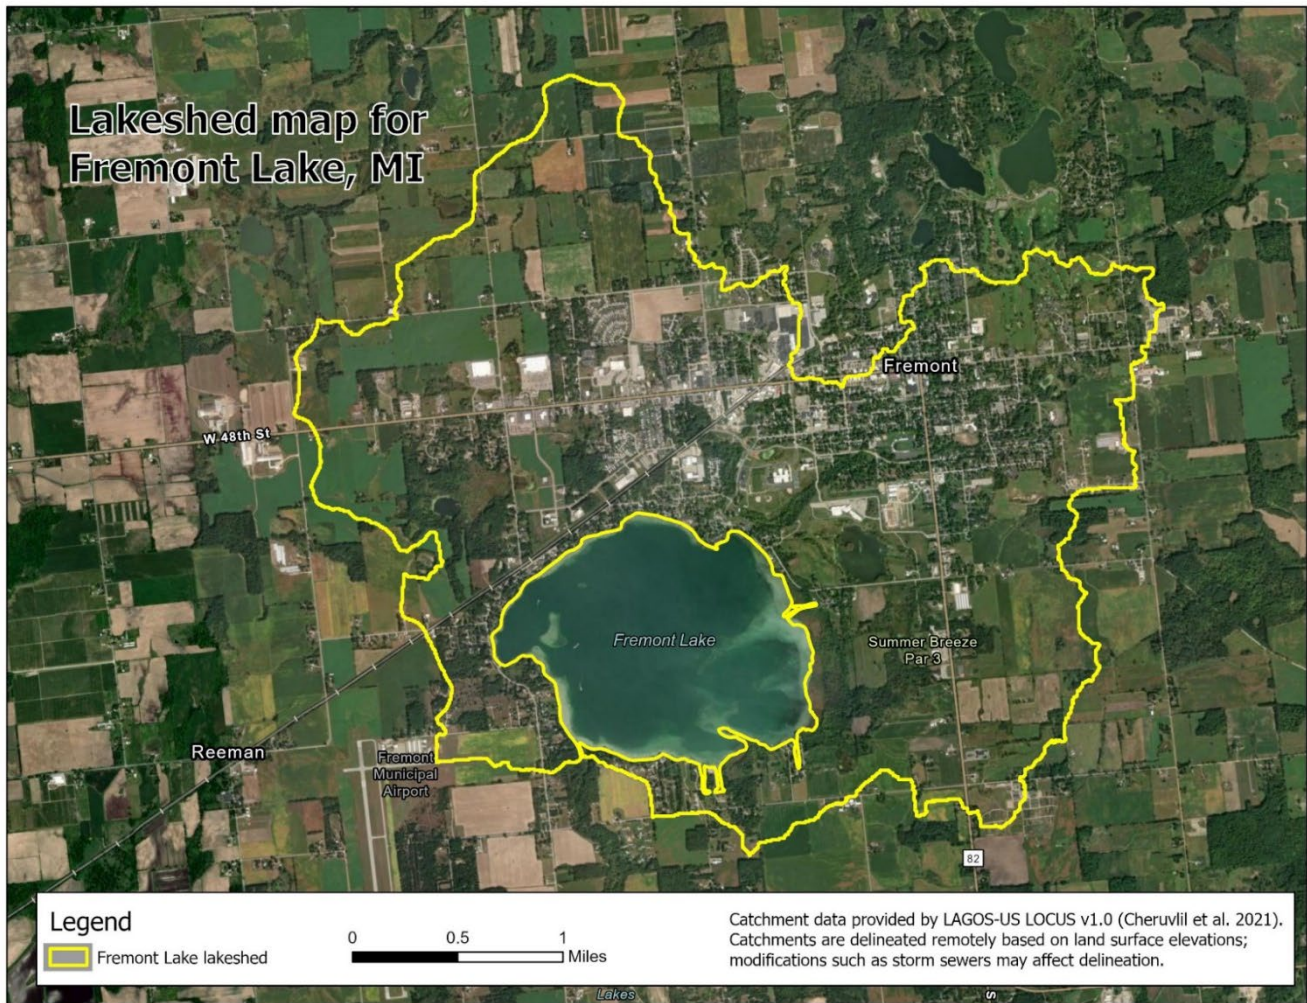 Lakeshed map for
Fremont Lake, MI
Fremont
W 48th St
Fremont Lake
Summer Breeze
Par 3
Reeman
Fremont
Municipal
Airport
82
Legend
Fremont Lake lakeshed
0 0.5 1
Miles
Catchment data provided by LAGOS-US LOCUS v1.0 (Cheruvlil et al. 2021).
Catchments are delineated remotely based on land surface elevations;
modifications such as storm sewers may affect delineation.
Lakes
S